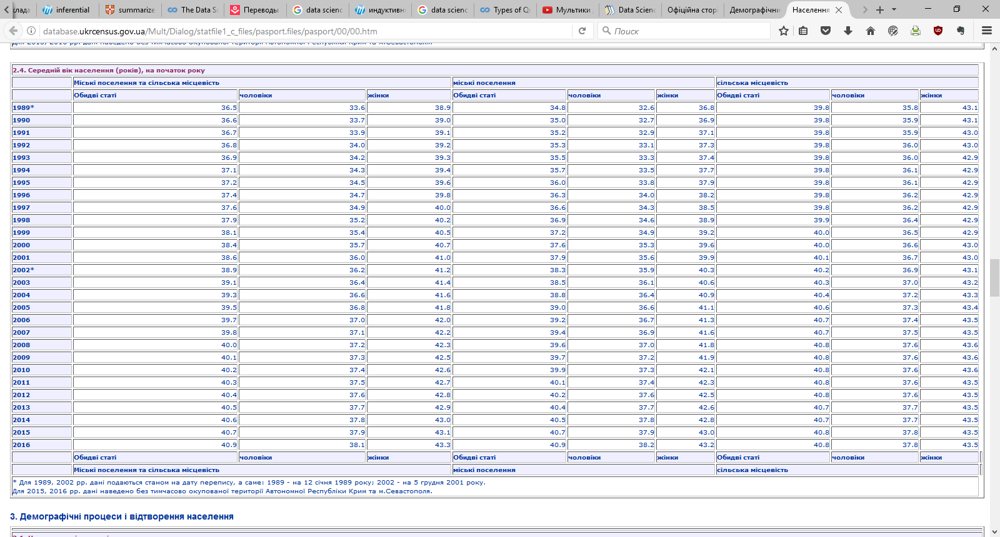 клада inferential summarize The Data Sc Переводы data scienc индуктивн data scienc Types of Qu Мультики Data Scienc Офіційна сторі Демографічни Населення
database.ukrcensus.gov.ua/Mult/Dialog/statfile1_c_files/pasport.files/pasport/00/00.htm Поиск
Для 2015, 2016 рр. дані наведено без тимчасово окупованої території Автономної Республіки Крим та м.Севастополя.
2.4. Середній вік населення (років), на початок року
Міські поселення та сільська місцевість міські поселення сільська місцевість
Обидві статі чоловіки жінки Обидві статі чоловіки жінки Обидві статі чоловіки жінки
1989* 36.5 33.6 38.9 34.8 32.6 36.8 39.8 35.8 43.1
1990 36.6 33.7 39.0 35.0 32.7 36.9 39.8 35.9 43.1
1991 36.7 33.9 39.1 35.2 32.9 37.1 39.8 35.9 43.0
1992 36.8 34.0 39.2 35.3 33.1 37.3 39.8 36.0 43.0
1993 36.9 34.2 39.3 35.5 33.3 37.4 39.8 36.0 42.9
1994 37.1 34.3 39.4 35.7 33.5 37.7 39.8 36.1 42.9
1995 37.2 34.5 39.6 36.0 33.8 37.9 39.8 36.1 42.9
1996 37.4 34.7 39.8 36.3 34.0 38.2 39.8 36.2 42.9
1997 37.6 34.9 40.0 36.6 34.3 38.5 39.8 36.2 42.9
1998 37.9 35.2 40.2 36.9 34.6 38.9 39.9 36.4 42.9
1999 38.1 35.4 40.5 37.2 34.9 39.2 40.0 36.5 42.9
2000 38.4 35.7 40.7 37.6 35.3 39.6 40.0 36.6 43.0
2001 38.6 36.0 41.0 37.9 35.6 39.9 40.1 36.7 43.0
2002* 38.9 36.2 41.2 38.3 35.9 40.3 40.2 36.9 43.1
2003 39.1 36.4 41.4 38.5 36.1 40.6 40.3 37.0 43.2
2004 39.3 36.6 41.6 38.8 36.4 40.9 40.4 37.2 43.3
2005 39.5 36.8 41.8 39.0 36.6 41.1 40.6 37.3 43.4
2006 39.7 37.0 42.0 39.2 36.7 41.3 40.7 37.4 43.5
2007 39.8 37.1 42.2 39.4 36.9 41.6 40.7 37.5 43.5
2008 40.0 37.2 42.3 39.6 37.0 41.8 40.8 37.6 43.6
2009 40.1 37.3 42.5 39.7 37.2 41.9 40.8 37.6 43.6
2010 40.2 37.4 42.6 39.9 37.3 42.1 40.8 37.6 43.6
2011 40.3 37.5 42.7 40.1 37.4 42.3 40.8 37.6 43.5
2012 40.4 37.6 42.8 40.2 37.6 42.5 40.8 37.6 43.5
2013 40.5 37.7 42.9 40.4 37.7 42.6 40.7 37.7 43.5
2014 40.6 37.8 43.0 40.5 37.8 42.8 40.7 37.7 43.5
2015 40.7 37.9 43.1 40.7 37.9 43.0 40.8 37.8 43.5
2016 40.9 38.1 43.3 40.9 38.2 43.2 40.8 37.8 43.5
Обидві статі чоловіки жінки Обидві статі чоловіки жінки Обидві статі чоловіки жінки
Міські поселення та сільська місцевість міські поселення сільська місцевість
* Для 1989, 2002 рр. дані подаються станом на дату перепису, а саме: 1989 - на 12 січня 1989 року; 2002 - на 5 грудня 2001 року.
Для 2015, 2016 рр. дані наведено без тимчасово окупованої території Автономної Республіки Крим та м.Севастополя.
3. Демографічні процеси і відтворення населення